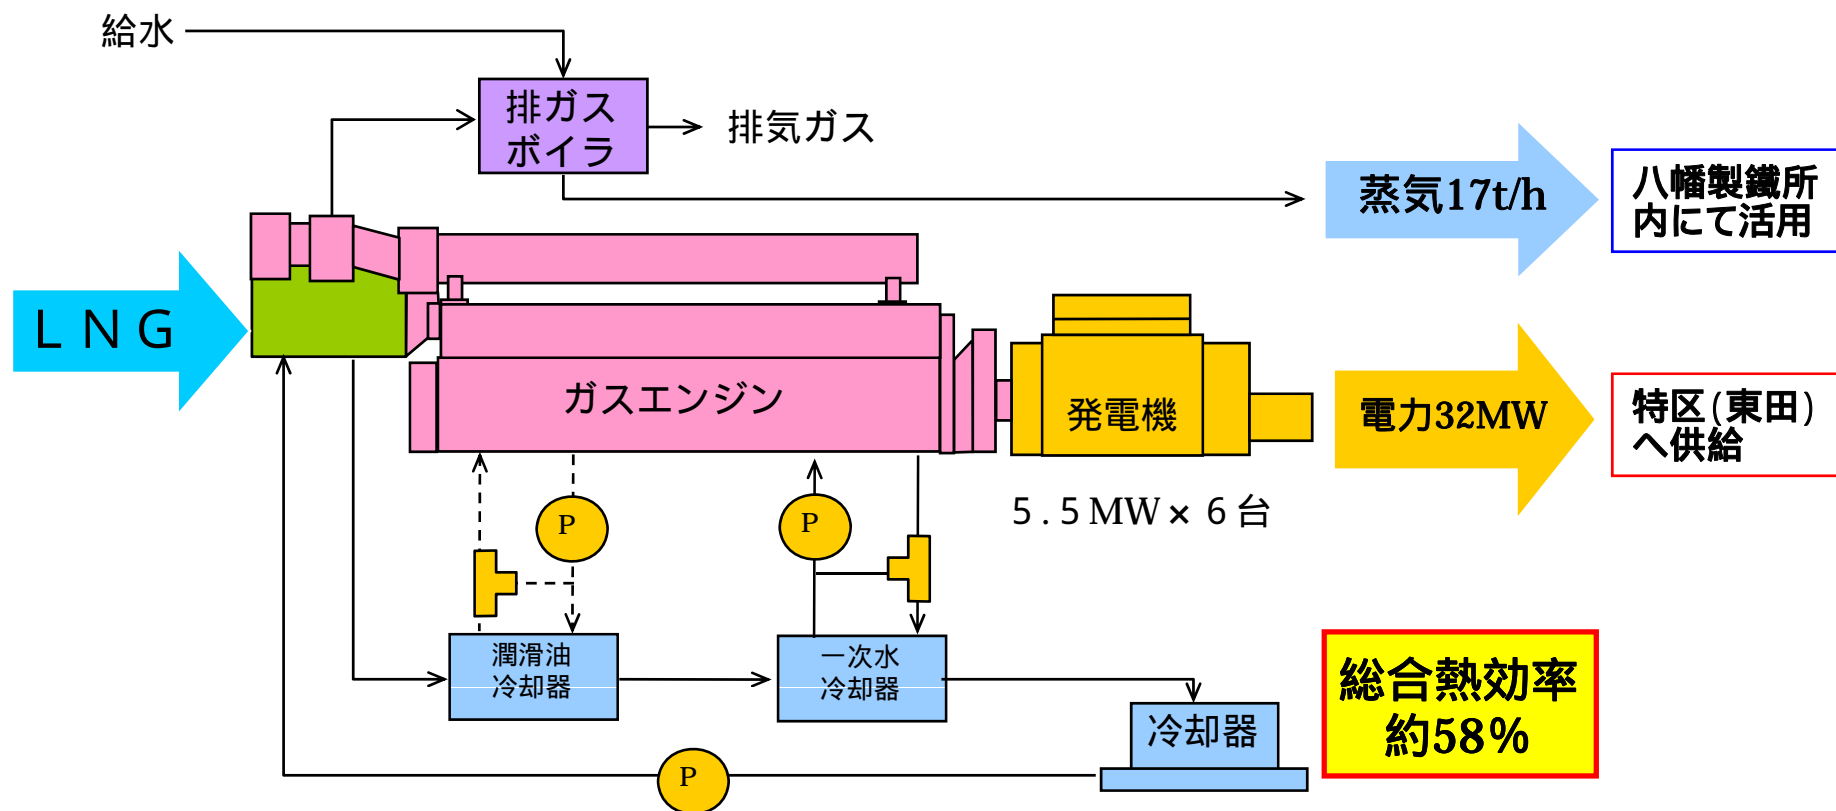 給水
排ガス
ボイラ
排気ガス
蒸気17t/h
八幡製鐵所
内にて活用
ＬＮＧ
ガスエンジン
発電機
電力32MW
特区(東田)
へ供給
５.５MW×６台
P
P
潤滑油
冷却器
一次水
冷却器
冷却器
総合熱効率
約58%
P